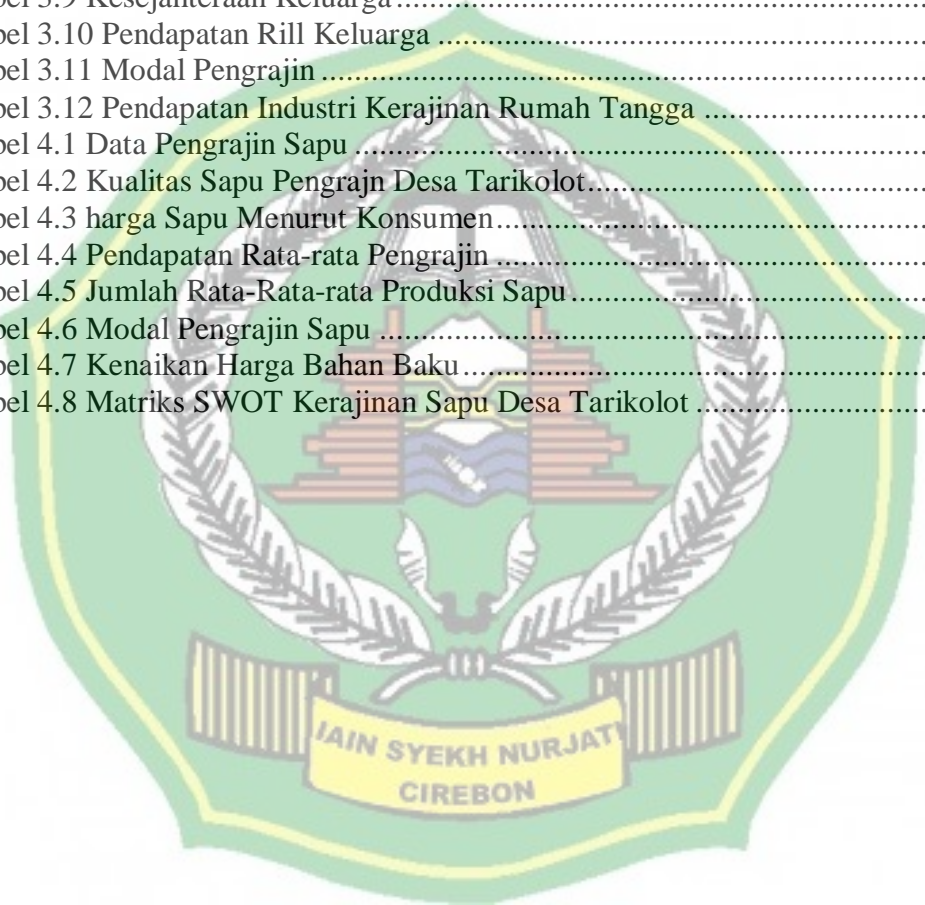 bel 3.9 Kesejahteraan Keluarga
bel 3.10 Pendapatan Rill Keluarga ................................................................
bel 3.11 Modal Pengrajin ................................................................
bel 3.12 Pendapatan Industri Kerajinan Rumah Tangga ................................
bel 4.1 Data Pengrajin Sapu ................................................................
bel 4.2 Kualitas Sapu Pengrajn Desa Tarikolot................................................
bel 4.3 harga Sapu Menurut Konsumen................................................
bel 4.4 Pendapatan Rata-rata Pengrajin ................................................
bel 4.5 Jumlah Rata-Rata-rata Produksi Sapu................................................
bel 4.6 Modal Pengrajin Sapu ................................................................
bel 4.7 Kenaikan Harga Bahan Baku................................................
bel 4.8 Matriks SWOT Kerajinan Sapu Desa Tarikolot ................................
IAIN SYEKH NURJATI
CIREBON